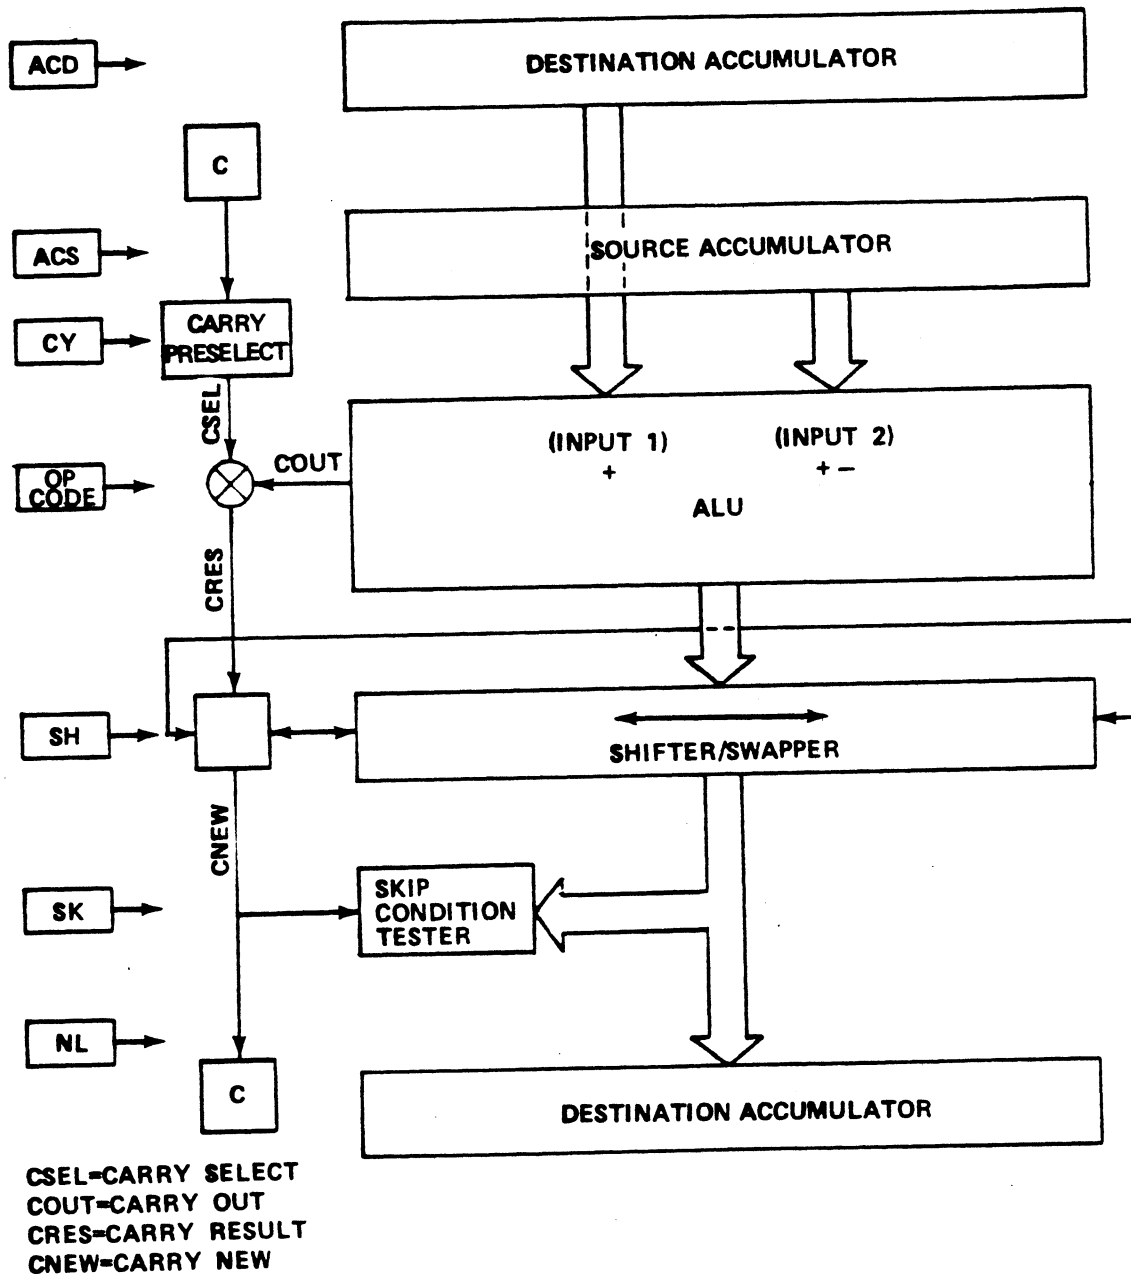 ACD
DESTINATION ACCUMULATOR
C
ACS
SOURCE ACCUMULATOR
CY
CARRY
PRESELECT
CSEL
(INPUT 1)
+
(INPUT 2)
+ -
COUT
OP
CODE
ALU
CRES
SH
SHIFTER/SWAPPER
CNEW
SK
SKIP
CONDITION
TESTER
NL
C
DESTINATION ACCUMULATOR
CSEL=CARRY SELECT
COUT=CARRY OUT
CRES=CARRY RESULT
CNEW=CARRY NEW